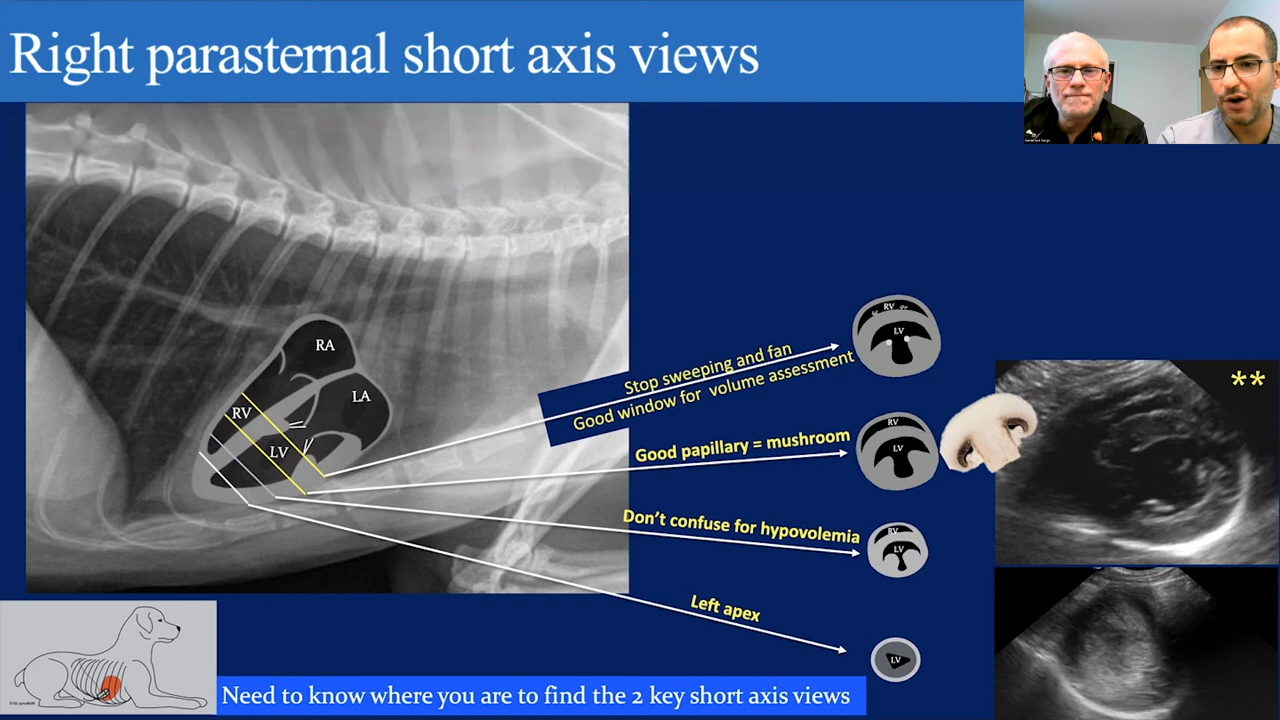 Right parasternal short axis views
RA
LA
RV
LV
Stop sweeping and fan
Good window for volume assessment
RV
LV
Good papillary = mushroom
RV
LV
**
Don't confuse for hypovolemia
RV
LV
Left apex
LV
Need to know where you are to find the 2 key short axis views